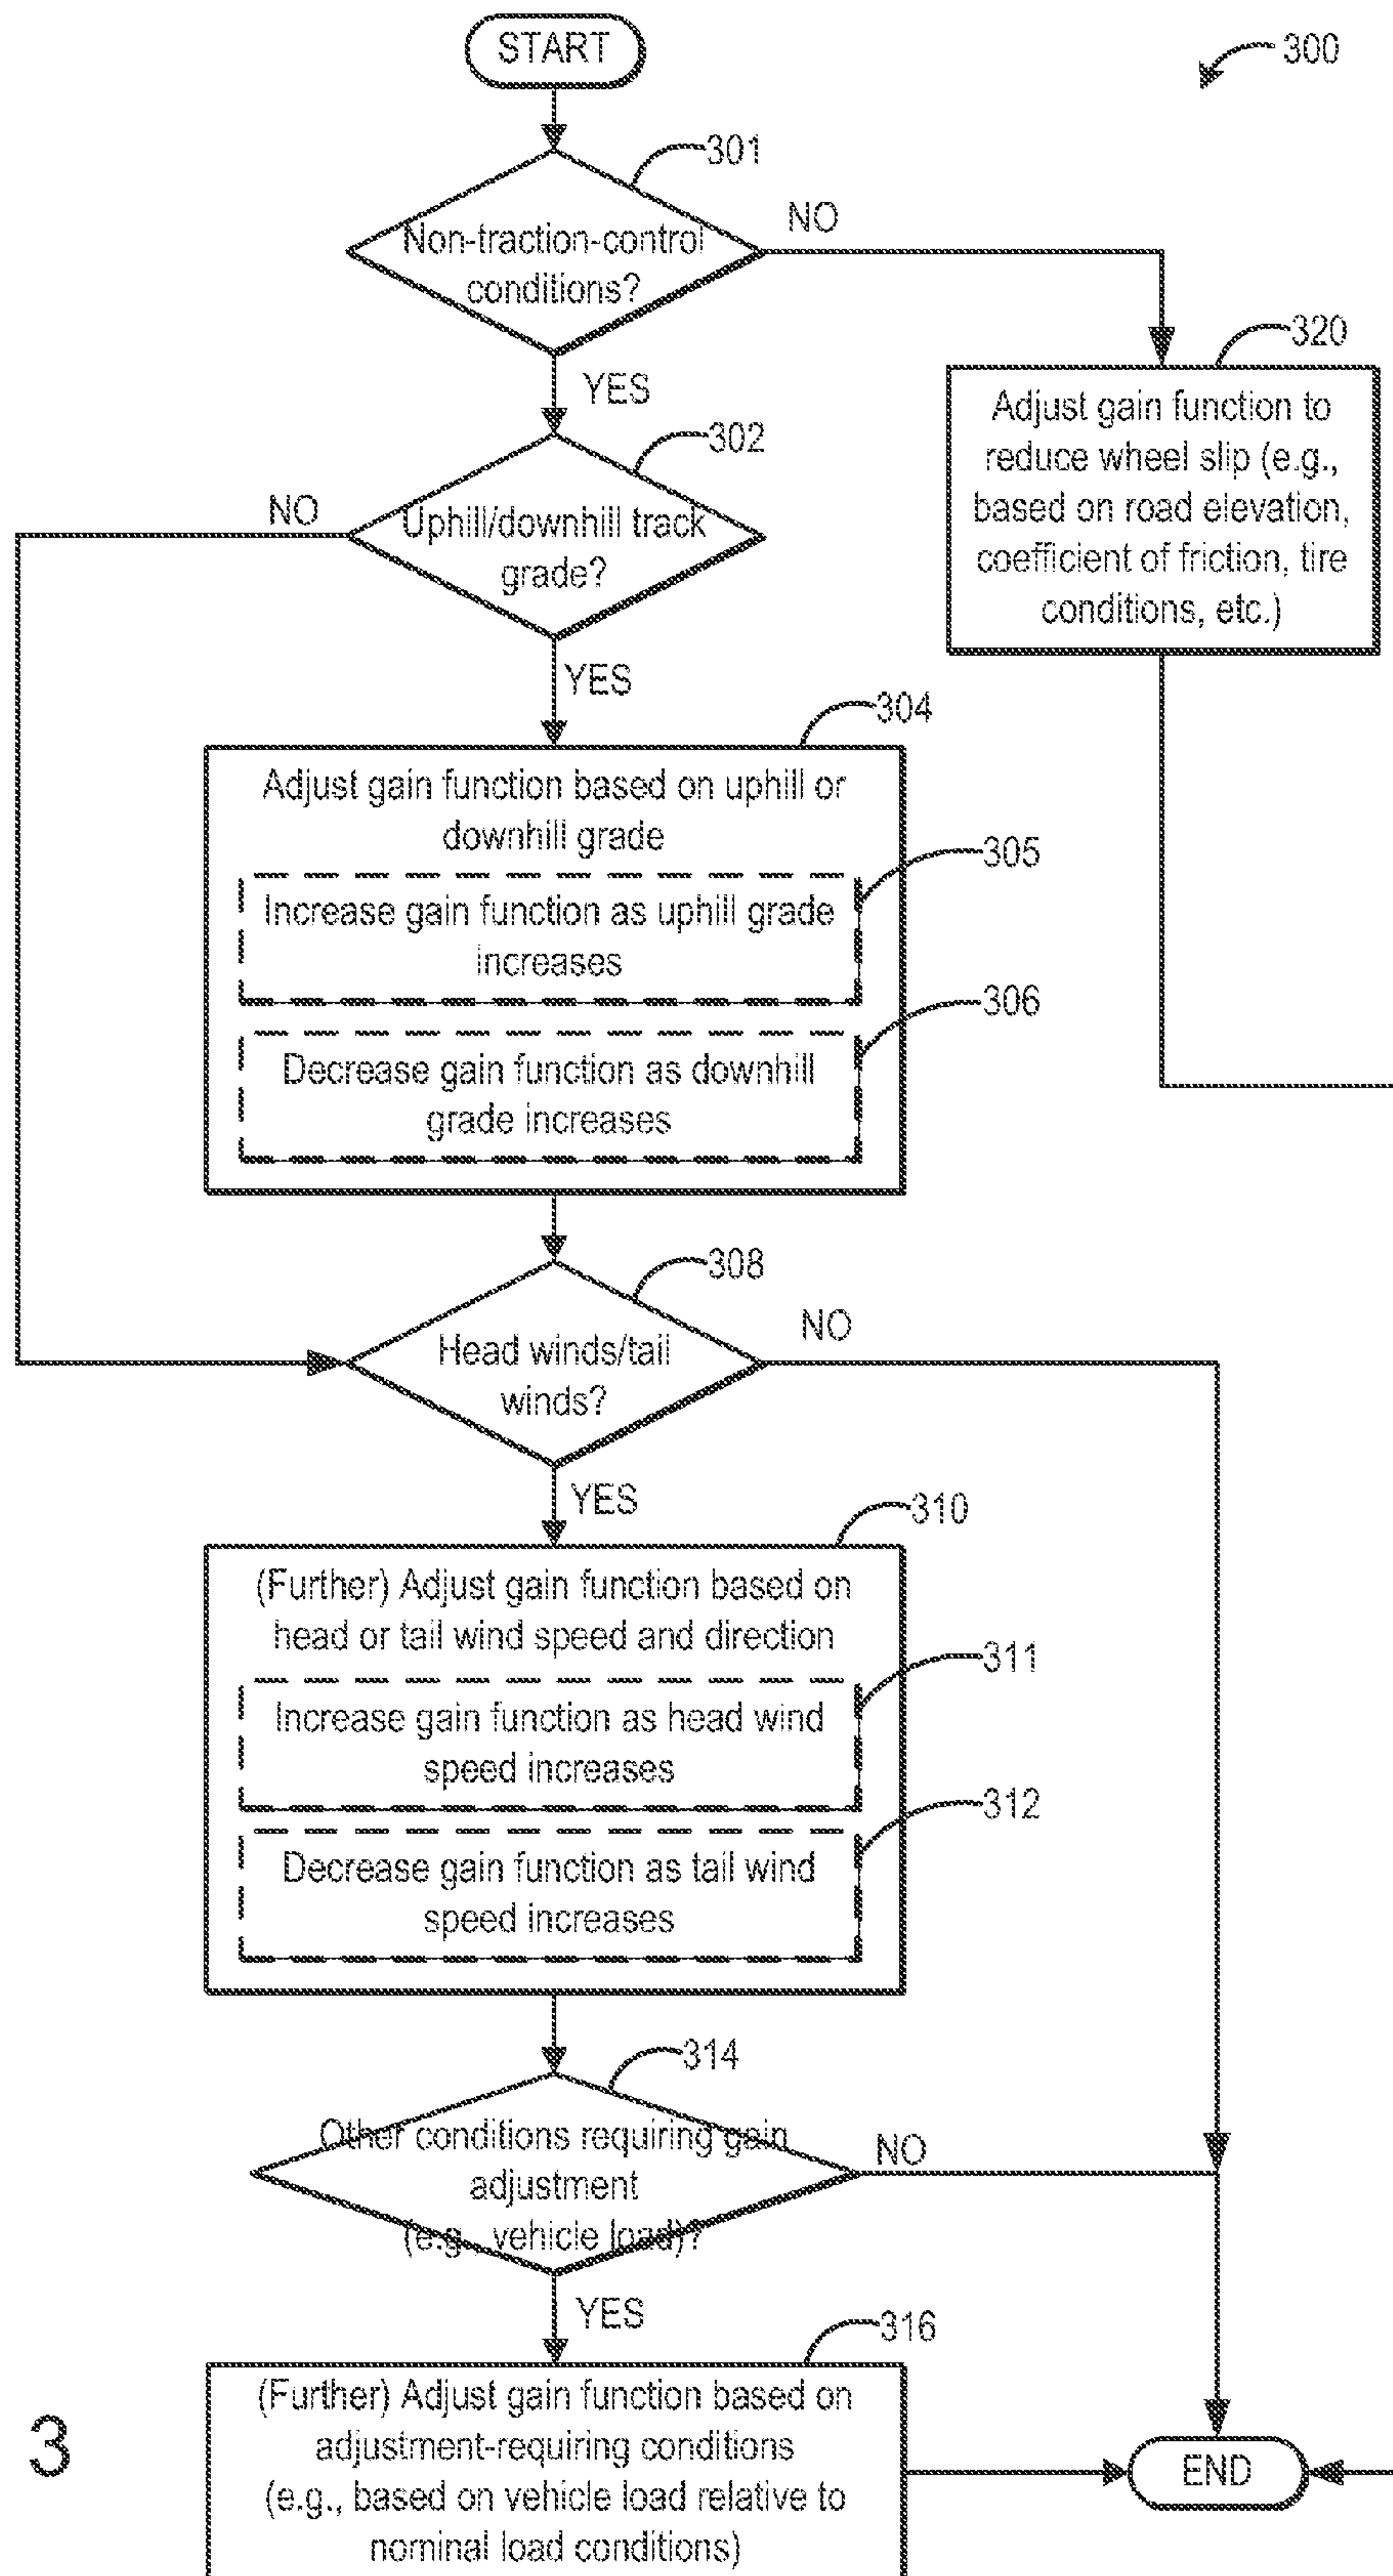 START
300
301
Non-traction-control
conditions?
NO
YES
320
Adjust gain function to
reduce wheel slip (e.g.,
based on road elevation,
coefficient of friction, tire
conditions, etc.)
302
NO
Uphill/downhill track
grade?
YES
304
Adjust gain function based on uphill or
downhill grade
305
Increase gain function as uphill grade
increases
306
Decrease gain function as downhill
grade increases
308
NO
Head winds/tail
winds?
YES
310
(Further) Adjust gain function based on
head or tail wind speed and direction
311
Increase gain function as head wind
speed increases
312
Decrease gain function as tail wind
speed increases
314
Other conditions requiring gain
adjustment
(e.g., vehicle load)?
NO
YES
316
(Further) Adjust gain function based on
adjustment-requiring conditions
(e.g., based on vehicle load relative to
nominal load conditions)
3
END